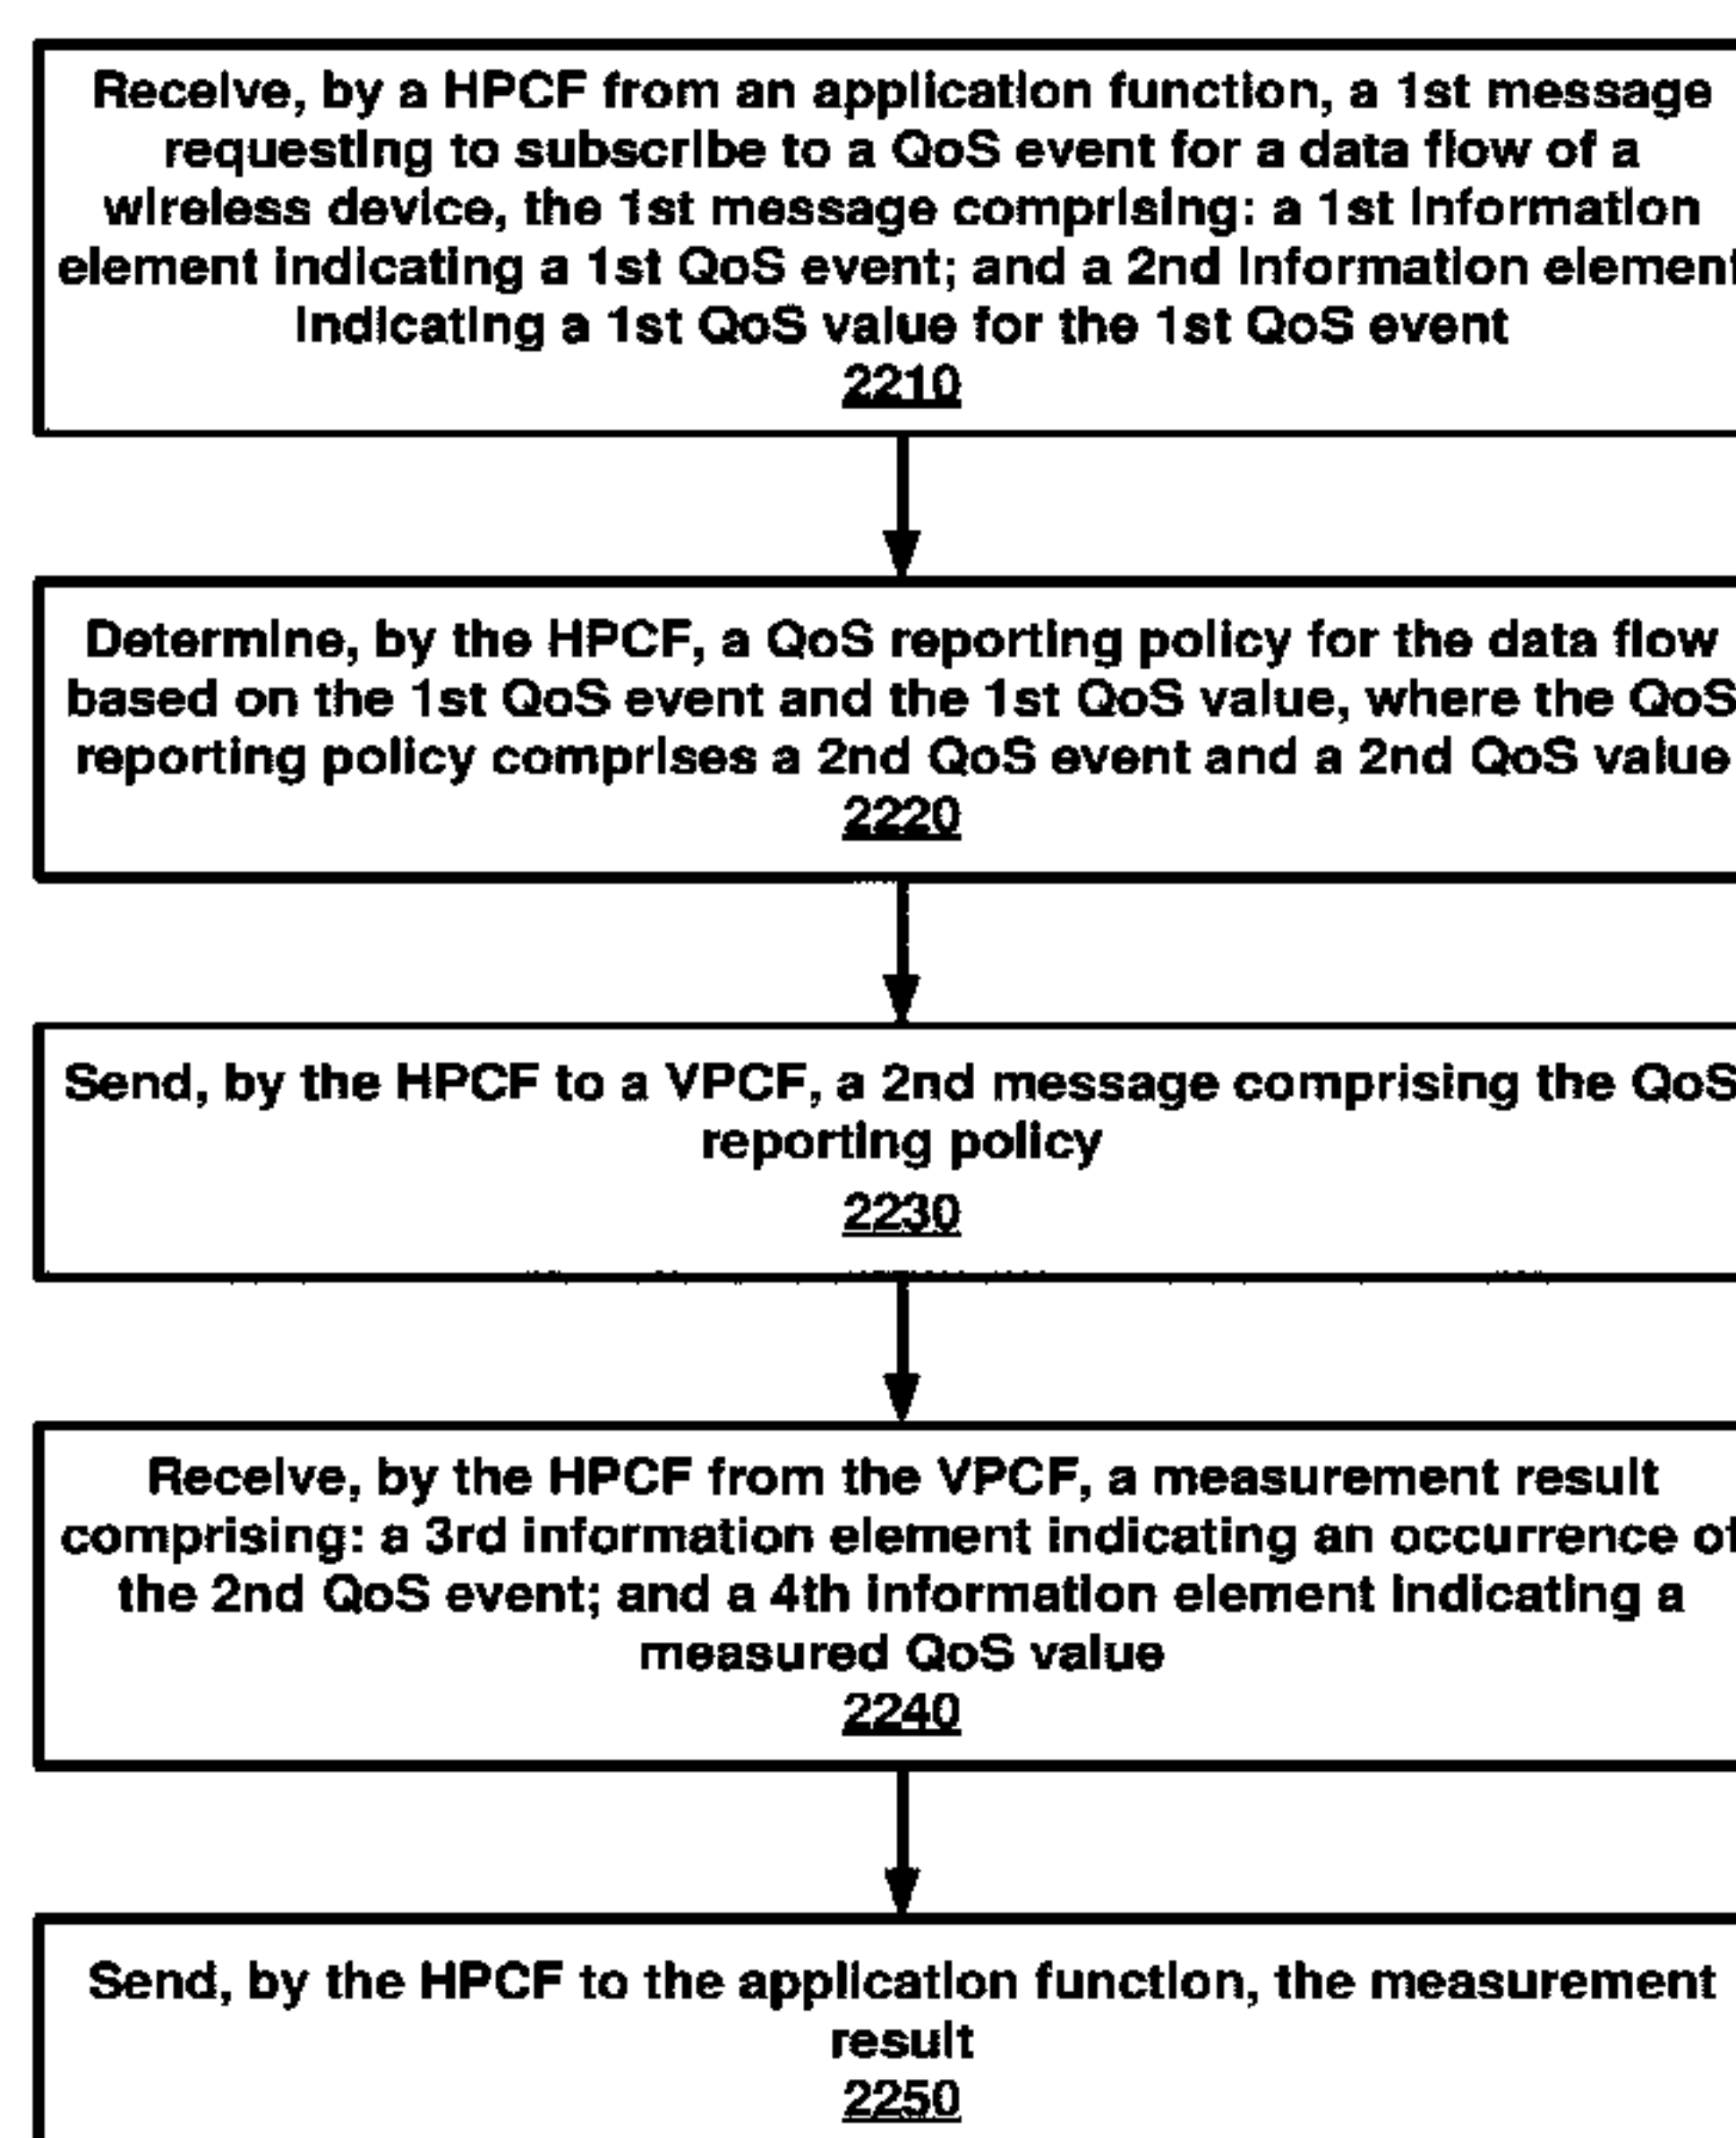 Receive, by a HPCF from an application function, a 1st message
requesting to subscribe to a QoS event for a data flow of a
wireless device, the 1st message comprising: a 1st information
element indicating a 1st QoS event; and a 2nd information element
indicating a 1st QoS value for the 1st QoS event
2210
Determine, by the HPCF, a QoS reporting policy for the data flow
based on the 1st QoS event and the 1st QoS value, where the QoS
reporting policy comprises a 2nd QoS event and a 2nd QoS value
2220
Send, by the HPCF to a VPCF, a 2nd message comprising the QoS
reporting policy
2230
Receive, by the HPCF from the VPCF, a measurement result
comprising: a 3rd information element indicating an occurrence of
the 2nd QoS event; and a 4th information element indicating a
measured QoS value
2240
Send, by the HPCF to the application function, the measurement
result
2250